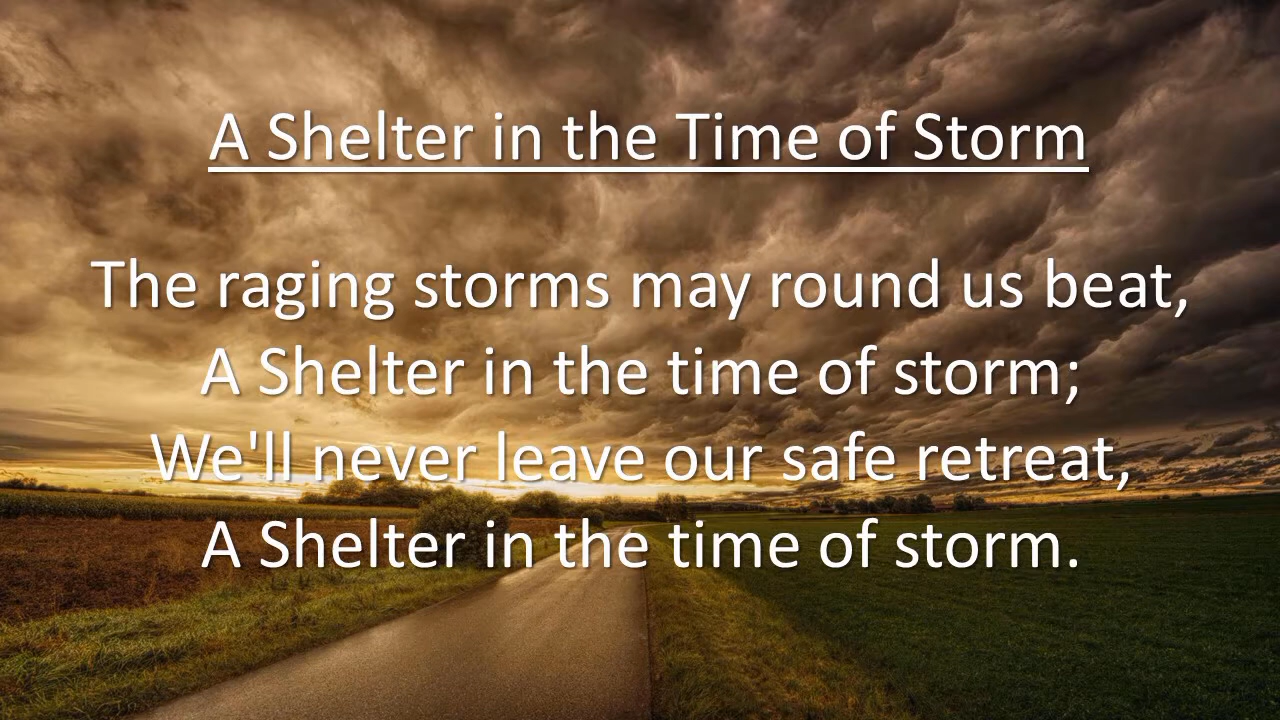 A Shelter in the Time of Storm
The raging storms may round us beat,
A Shelter in the time of storm;
We'll never leave our safe retreat,
A Shelter in the time of storm.